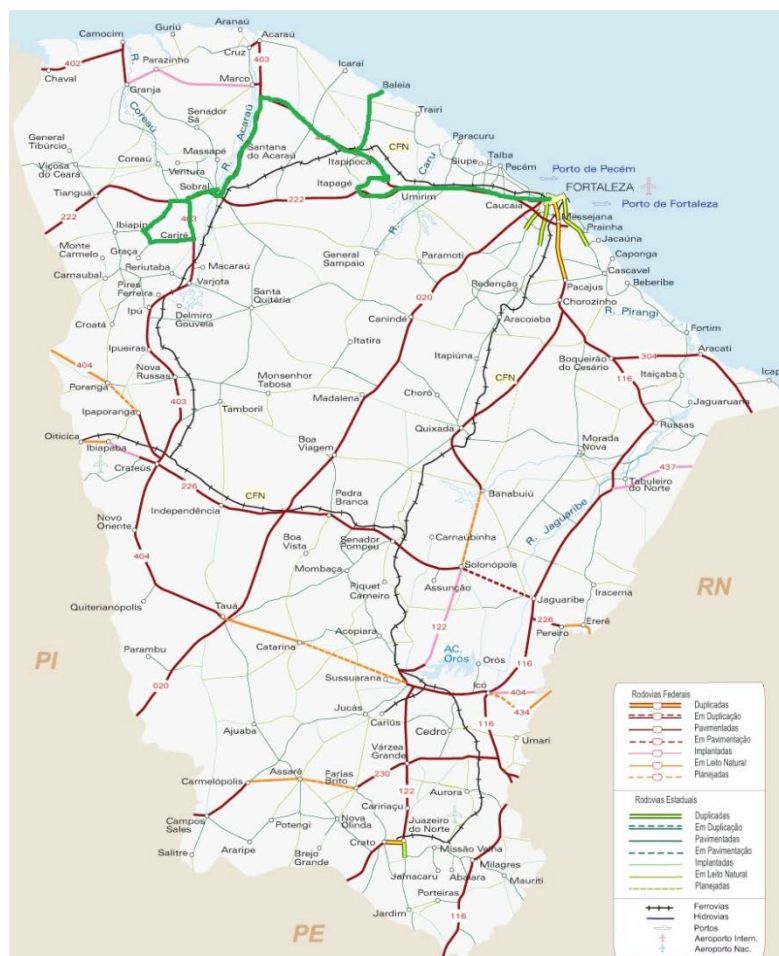 Camocim
Guriú
Aranaú
Acaraú
Cruz
402
Parazinho
403
Icaraí
Chaval
Marco
Baleia
Granja
R.
Coreaú
Senador
Sá
R. Acaraú
Trairi
General
Tibúrcio
Massapé
Santana
do Acaraú
CFN
Paracuru
Viçosa
do Ceará
Coreaú
Ventura
Itapipoca
Caru
Siupe
Taíba
Pecém
Porto de Pecém
Tianguá
Sobral
Itapagé
Umirim
FORTALEZA
222
222
Caucaia
Porto de Fortaleza
Ibiapin
Messejana
Prainha
Cariré
R.
Jacaúna
Monte
Carmelo
Graça
General
Sampaio
Paramoti
Caponga
Carnaubal
Reriutaba
Macaraú
Cascavel
Pires
Ferreira
Varjota
Redenção
Pacajus
Beberibe
Santa
Quitéria
020
Chorozinho
Croatá
Ipú
Delmiro
Gouvela
Canindé
Aracoiaba
R. Pirangi
Fortim
Itatira
Ipueiras
Itapiúna
Boqueirão
do Cesário
304
Aracati
404
Nova
Russas
Monsenhor
Tabosa
CFN
116
Itaiçaba
Icap
Poranga
403
Madalena
Choró
Jaguaruana
Ipaporanga
Tamboril
Russas
Oiticica
Quixadá
Ibiapaba
Boa
Viagem
Morada
Nova
437
Crateús
Tabuleiro
do Norte
226
CFN
Pedra
Branca
Banabuiú
Independência
Novo
Oriente
Boa
Vista
Senador
Pompeu
Carnaubinha
R. Jaguaribe
404
Mombaça
Solonópole
RN
Piquet
Carneiro
Assunção
Iracema
Quiterianópolis
Jaguaribe
Tauá
122
226
Ererê
Acopiara
Pereiro
PI
Parambu
Catarina
AC.
Orós
Orós
116
020
Sussuarana
Icó
404
434
Jucás
Cariús
116
Ajuaba
Cedro
Umari
Várzea
Grande
Carmelópolis
Assaré
Farias
Brito
230
122
Aurora
Caririaçu
Campos
Sales
Nova
Olinda
Juazeiro
do Norte
Potengi
Crato
Missão Velha
Salitre
Araripe
Brejo
Grande
Milagres
Jamacaru
Abaiara
Mauriti
Porteiras
Jardim
116
PE
Rodovias Federais
Duplicadas
Em Duplicação
Pavimentadas
Em Pavimentação
Implantadas
Em Leito Natural
Planejadas
Rodovias Estaduais
Duplicadas
Em Duplicação
Pavimentadas
Em Pavimentação
Implantadas
Em Leito Natural
Planejadas
Ferrovias
Hidrovias
Portos
Aeroporto Intern.
Aeroporto Nac.